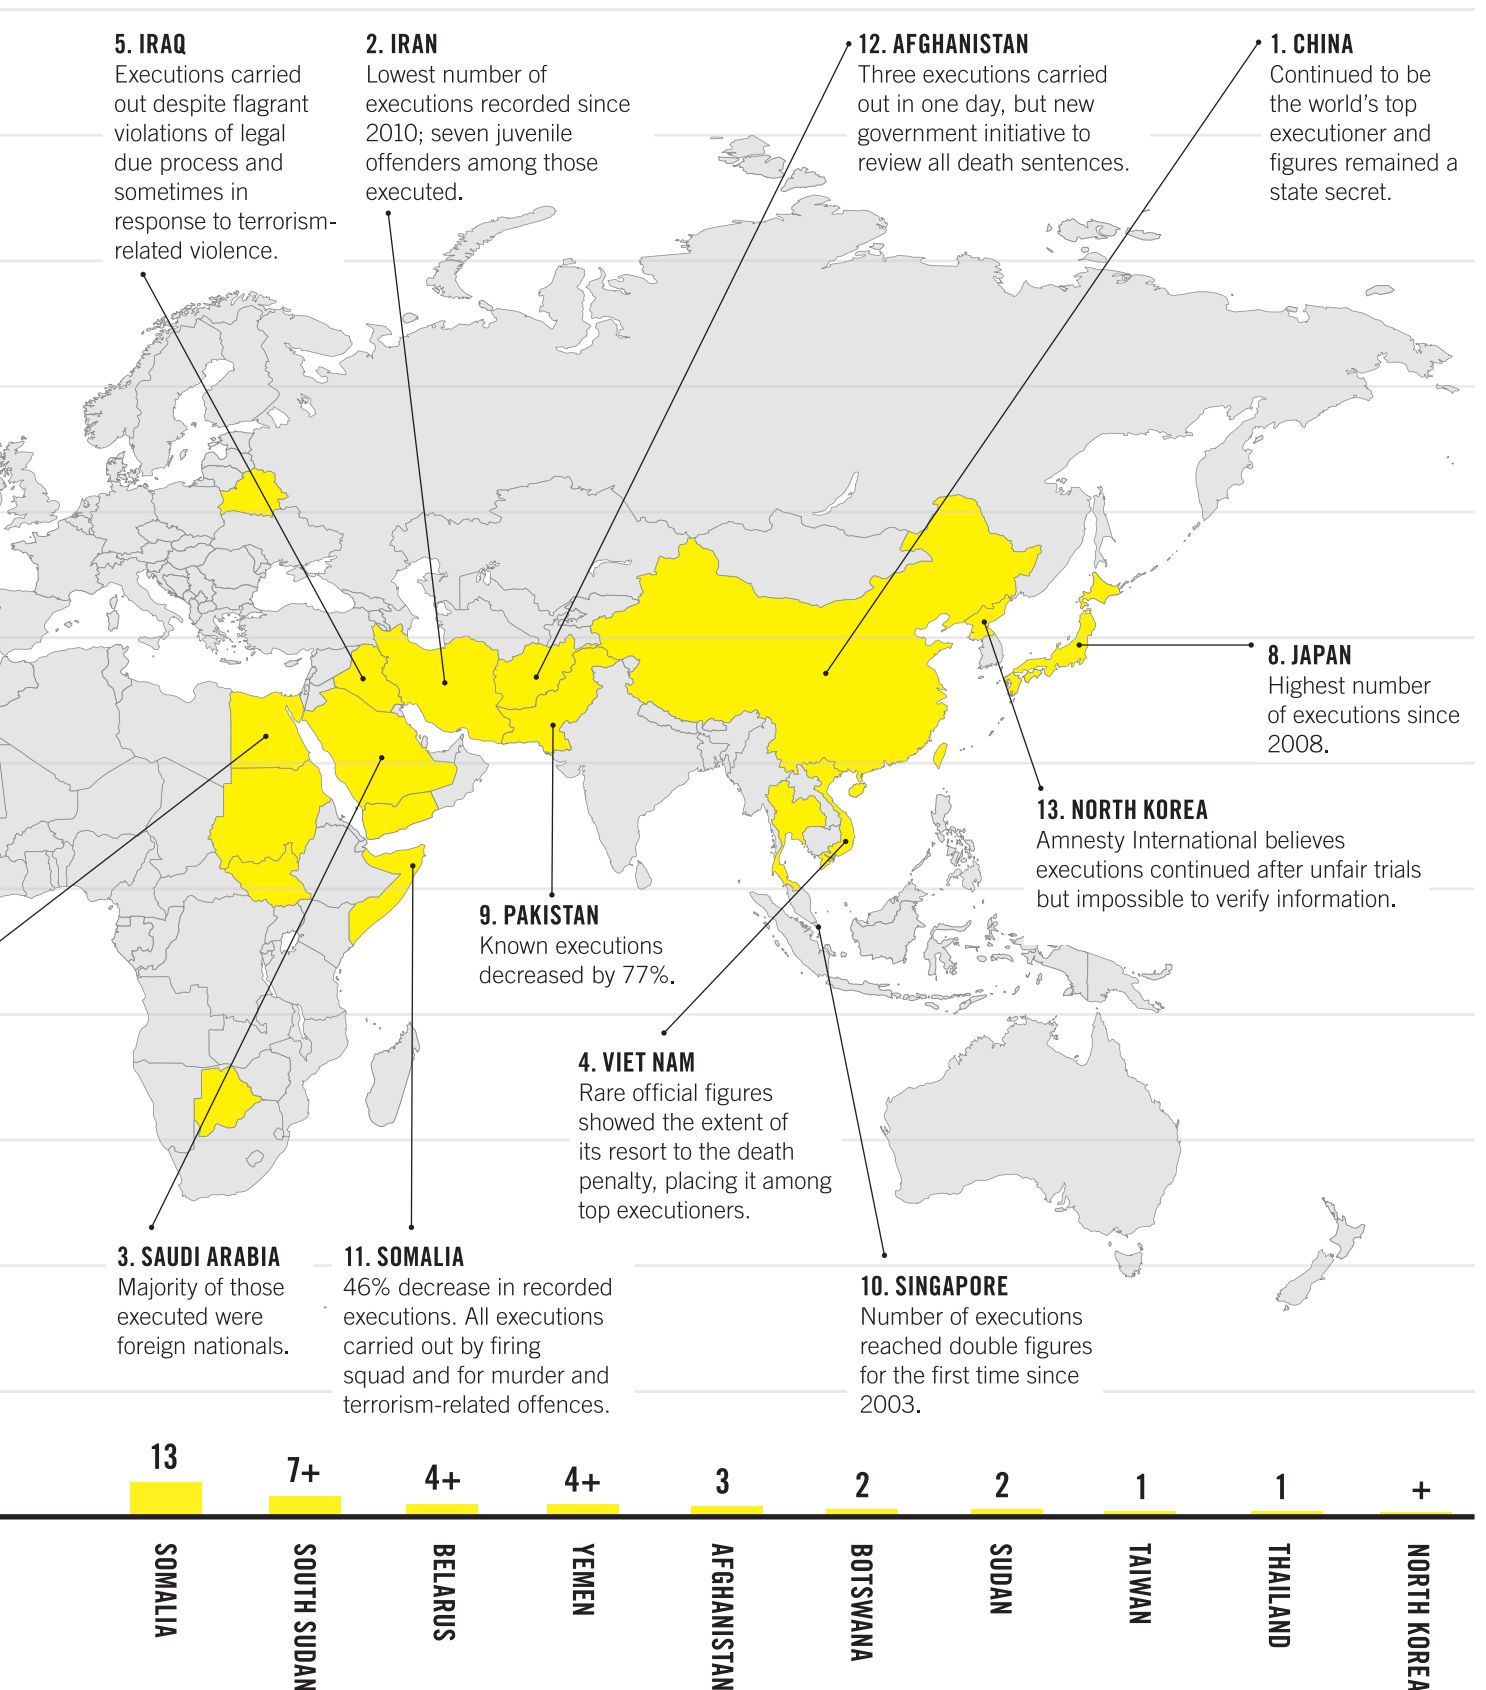 5. IRAQ
Executions carried
out despite flagrant
violations of legal
due process and
sometimes in
response to terrorism-
related violence.
2. IRAN
Lowest number of
executions recorded since
2010; seven juvenile
offenders among those
executed.
12. AFGHANISTAN
Three executions carried
out in one day, but new
government initiative to
review all death sentences.
1. CHINA
Continued to be
the world's top
executioner and
figures remained a
state secret.
8. JAPAN
Highest number
of executions since
2008.
13. NORTH KOREA
Amnesty International believes
executions continued after unfair trials
but impossible to verify information.
9. PAKISTAN
Known executions
decreased by 77%.
4. VIET NAM
Rare official figures
showed the extent of
its resort to the death
penalty, placing it among
top executioners.
3. SAUDI ARABIA
Majority of those
executed were
foreign nationals.
11. SOMALIA
46% decrease in recorded
executions. All executions
carried out by firing
squad and for murder and
terrorism-related offences.
10. SINGAPORE
Number of executions
reached double figures
for the first time since
2003.
13
7+
4+
4+
3
2
2
1
1
+
SOMALIA
SOUTH SUDAN
BELARUS
YEMEN
AFGHANISTAN
BOTSWANA
SUDAN
TAIWAN
THAILAND
NORTH KOREA